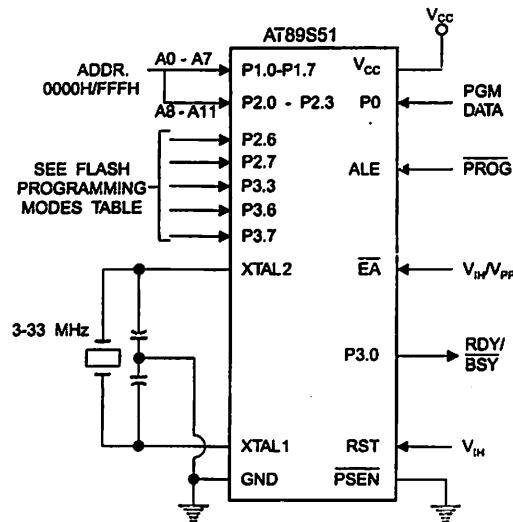 AT89S51
V_CC
ADDR.
0000H/FFFH
A0 - A7
A8 - A11
P1.0-P1.7
V_CC
P2.0 - P2.3
P0
PGM
DATA
P2.6
P2.7
SEE FLASH
PROGRAMMING
MODES TABLE
ALE
PROG
P3.3
P3.6
P3.7
XTAL2
EA
V_IH/V_PP
3-33 MHz
P3.0
RDY/
BSY
XTAL1
RST
V_IH
GND
PSEN